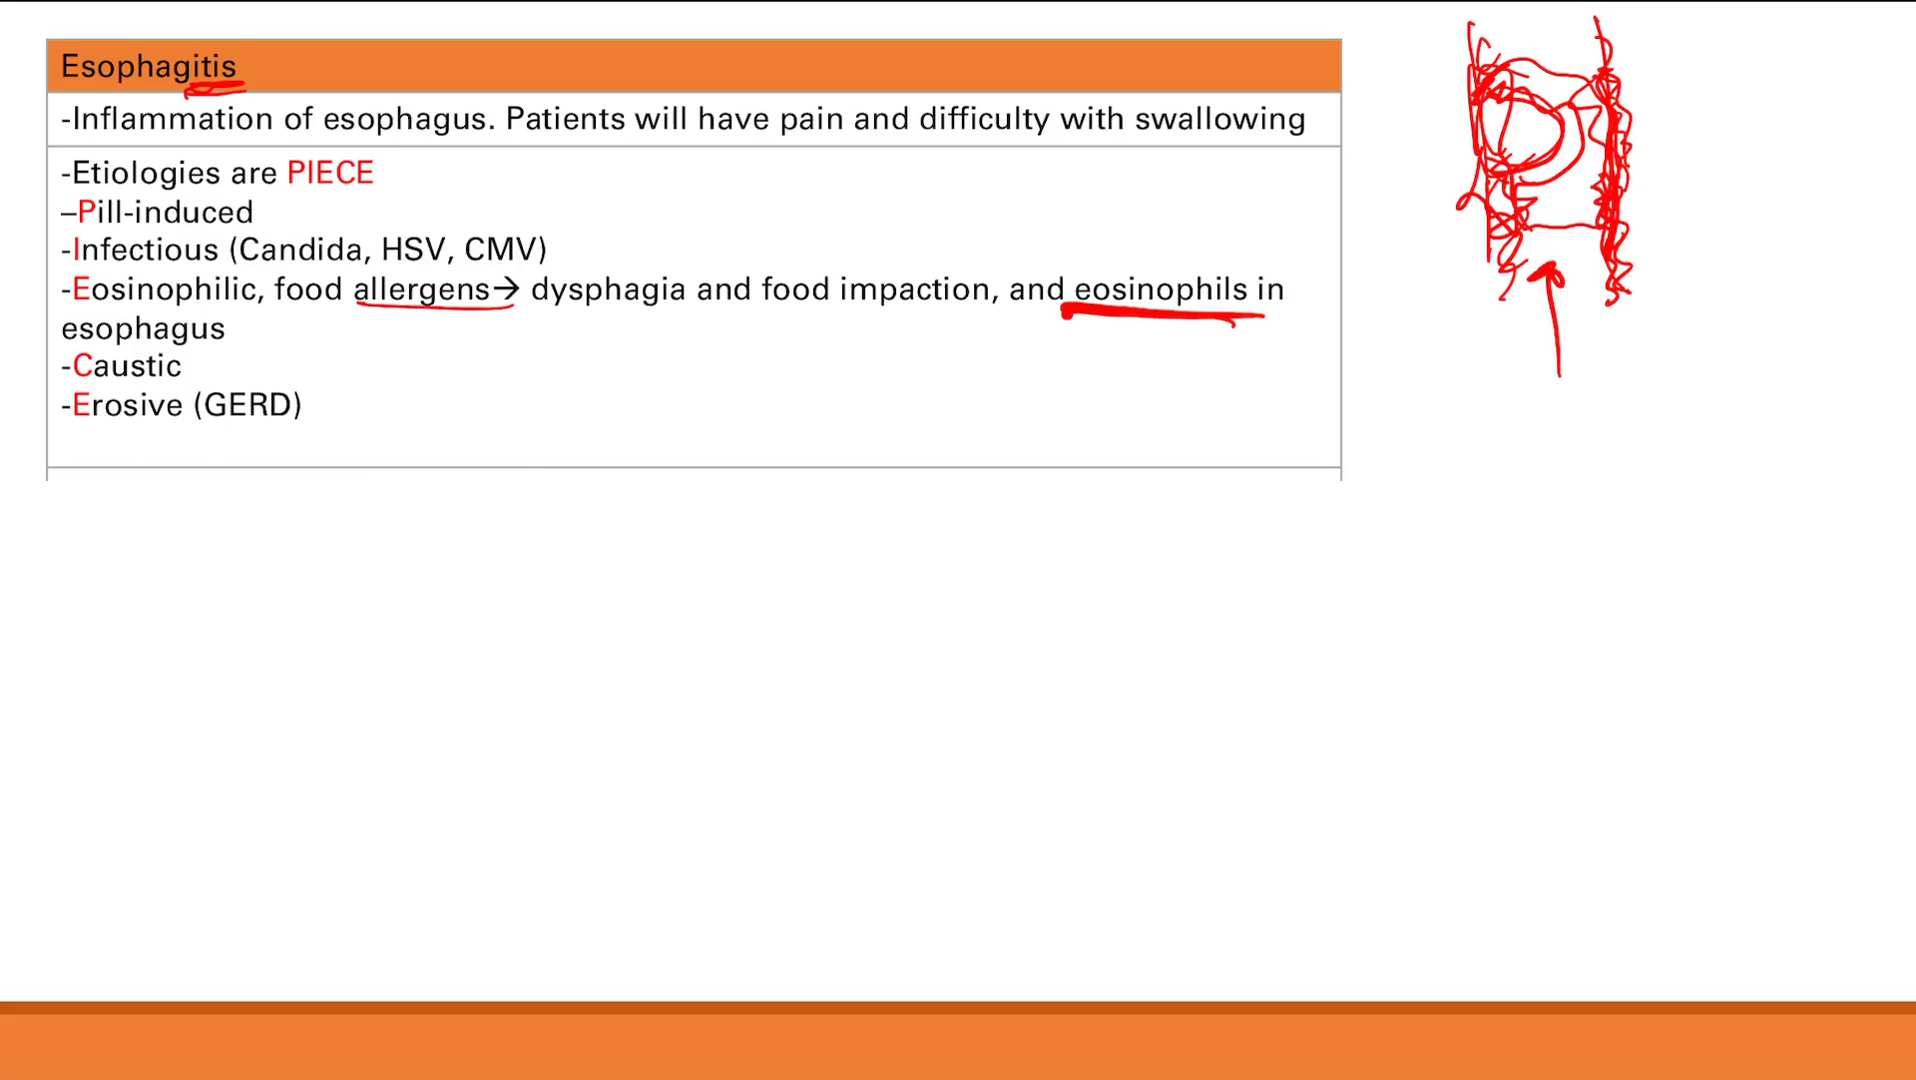 Esophagitis
-Inflammation of esophagus. Patients will have pain and difficulty with swallowing
-Etiologies are PIECE
–Pill-induced
-Infectious (Candida, HSV, CMV)
-Eosinophilic, food allergens→ dysphagia and food impaction, and eosinophils in
esophagus
-Caustic
-Erosive (GERD)